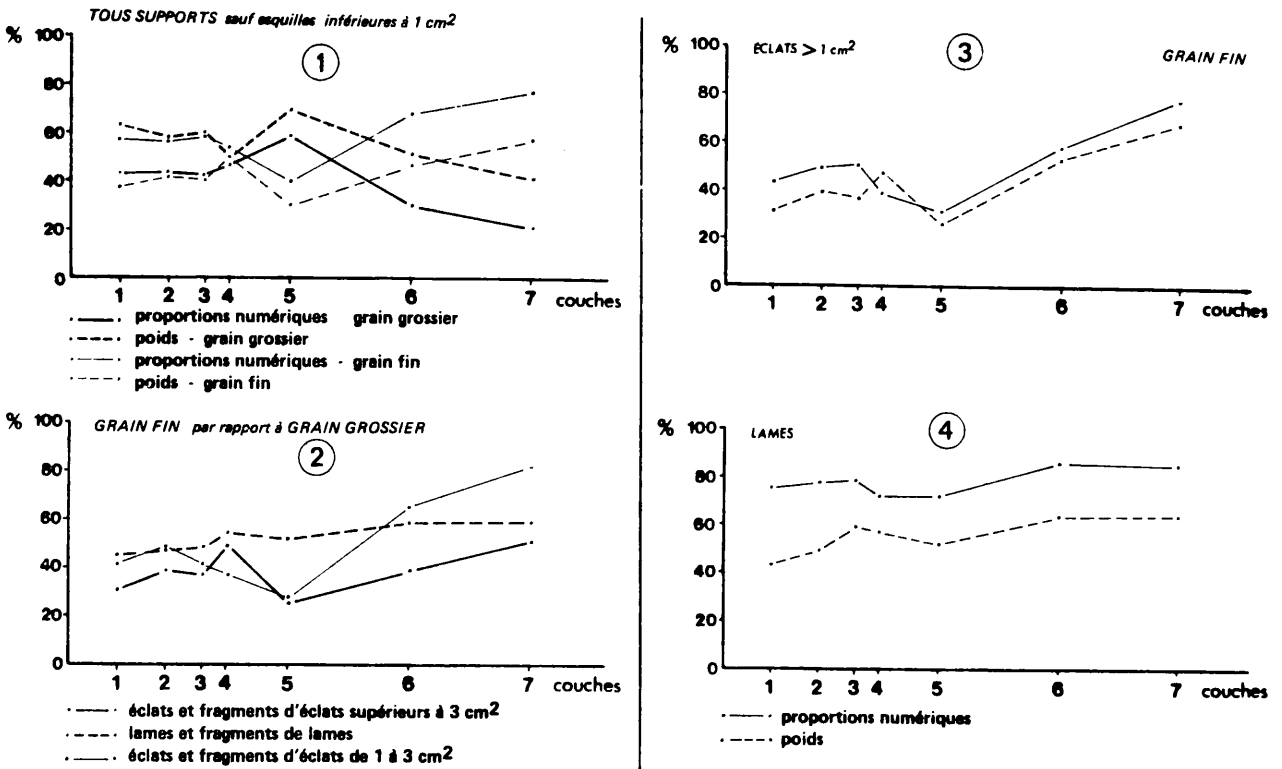 TOUS SUPPORTS sauf esquilles inférieures à 1 cm2
% 100
80
60
40
20
0
1
1 2 3 4 5 6 7 couches
proportions numériques grain grossier
poids - grain grossier
proportions numériques - grain fin
poids - grain fin
% 100
80
60
40
20
0
GRAIN FIN par rapport à GRAIN GROSSIER
2
1 2 3 4 5 6 7 couches
éclats et fragments d'éclats supérieurs à 3 cm2
lames et fragments de lames
éclats et fragments d'éclats de 1 à 3 cm2
% 100
80
60
40
20
0
ÉCLATS > 1 cm2
3
GRAIN FIN
1 2 3 4 5 6 7 couches
% 100
80
60
40
20
0
LAMES
4
1 2 3 4 5 6 7 couches
proportions numériques
poids